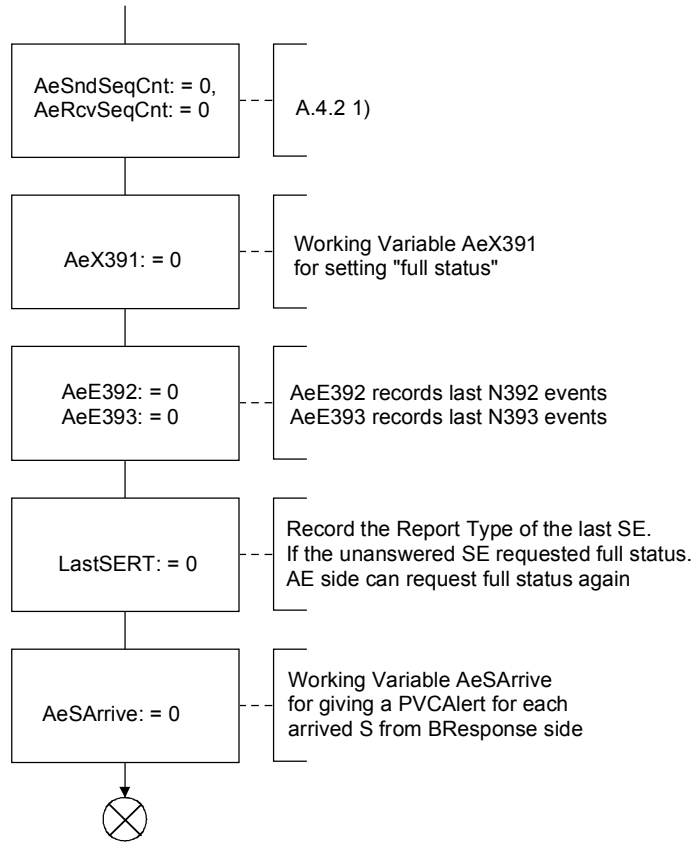 AeSndSeqCnt: = 0,
AeRcvSeqCnt: = 0
A.4.2 1)
AeX391: = 0
Working Variable AeX391
for setting "full status"
AeE392: = 0
AeE393: = 0
AeE392 records last N392 events
AeE393 records last N393 events
LastSERT: = 0
Record the Report Type of the last SE.
If the unanswered SE requested full status.
AE side can request full status again
AeSArrive: = 0
Working Variable AeSArrive
for giving a PVCAlert for each
arrived S from BResponse side